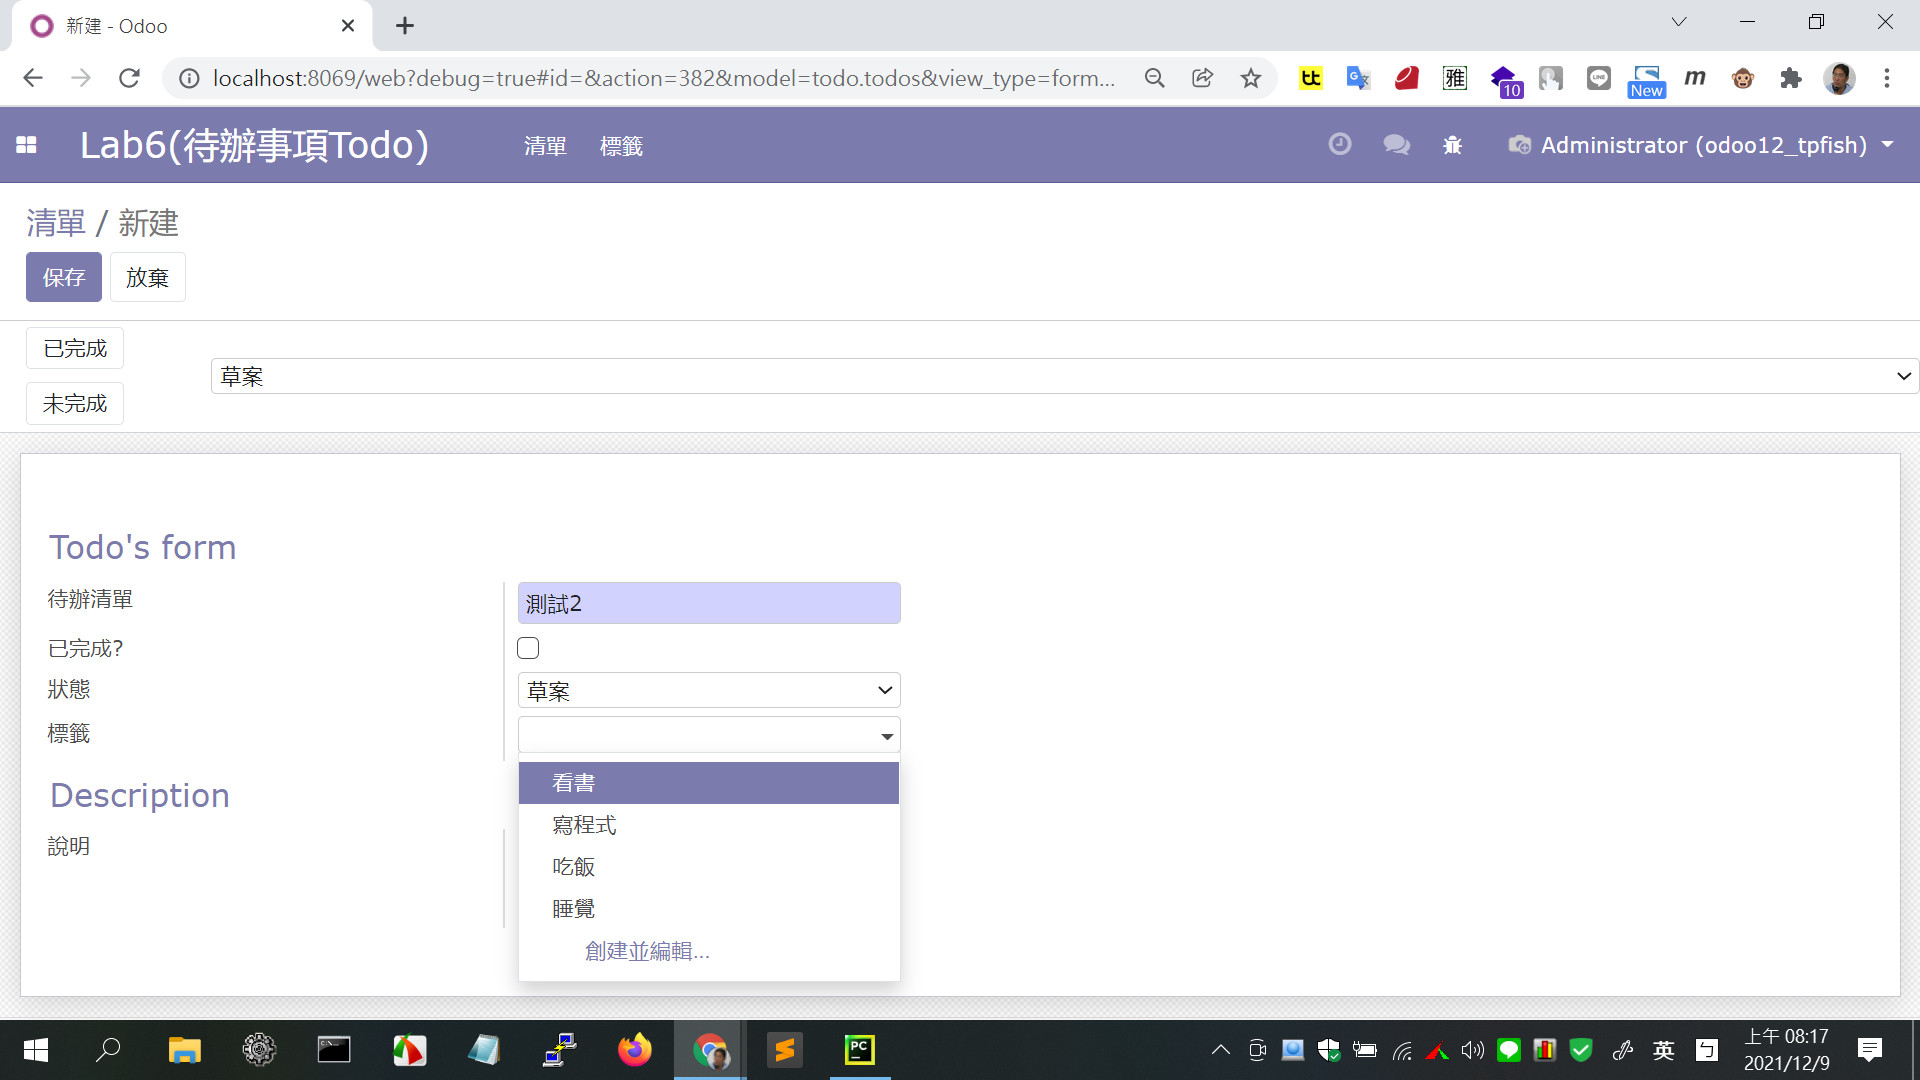 新建 - Odoo
localhost:8069/web?debug=true#id=&action=382&model=todo.todos&view_type=form...
tt
雅
10
LINE
New
m
Lab6(待辦事項Todo)
清單
標籤
Administrator (odoo12_tpfish)
清單 / 新建
保存
放棄
已完成
未完成
草案
Todo's form
待辦清單
測試2
已完成?
狀態
草案
標籤
看書
寫程式
吃飯
睡覺
創建並編輯...
Description
說明
PC
英
ㄅ
上午 08:17
2021/12/9